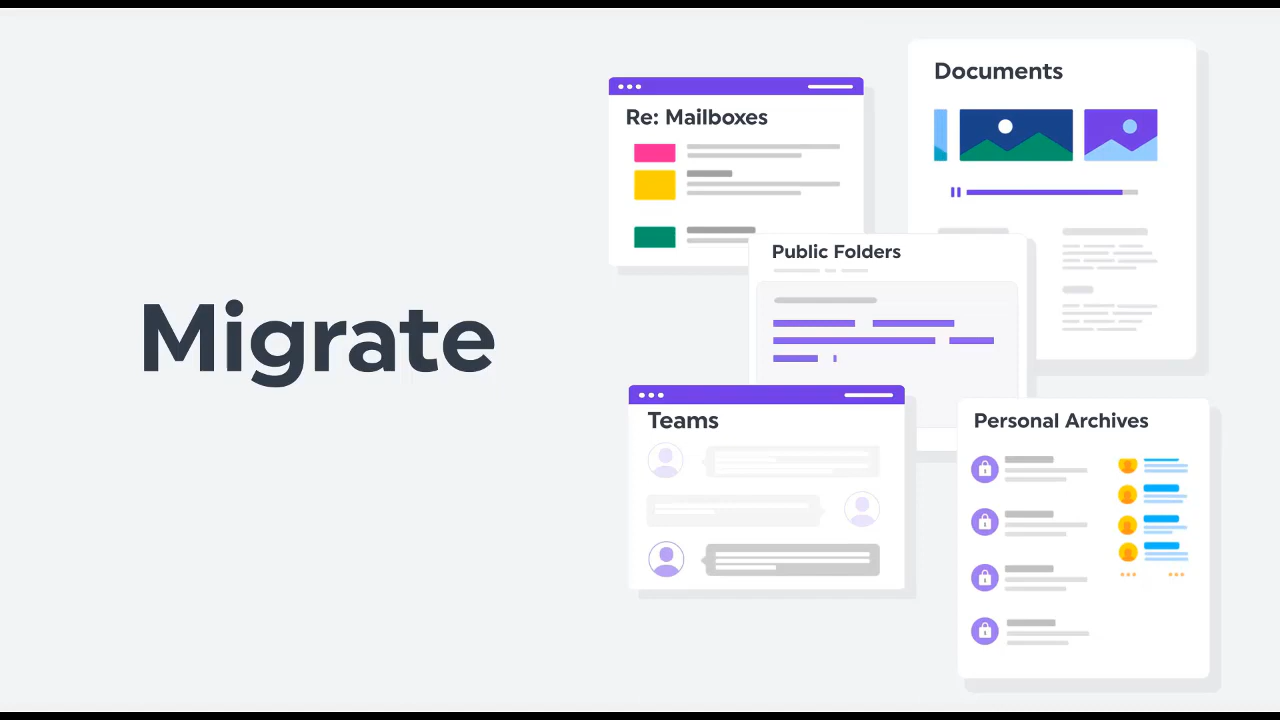 Migrate
Re: Mailboxes
Documents
Public Folders
Teams
Personal Archives